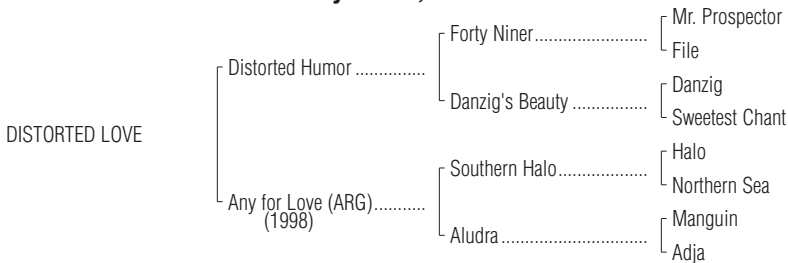 Forty Niner
Mr. Prospector
File
Distorted Humor
Danzig's Beauty
Danzig
Sweetest Chant
DISTORTED LOVE
Southern Halo
Halo
Northern Sea
Any for Love (ARG)
(1998)
Aludra
Manguin
Adja